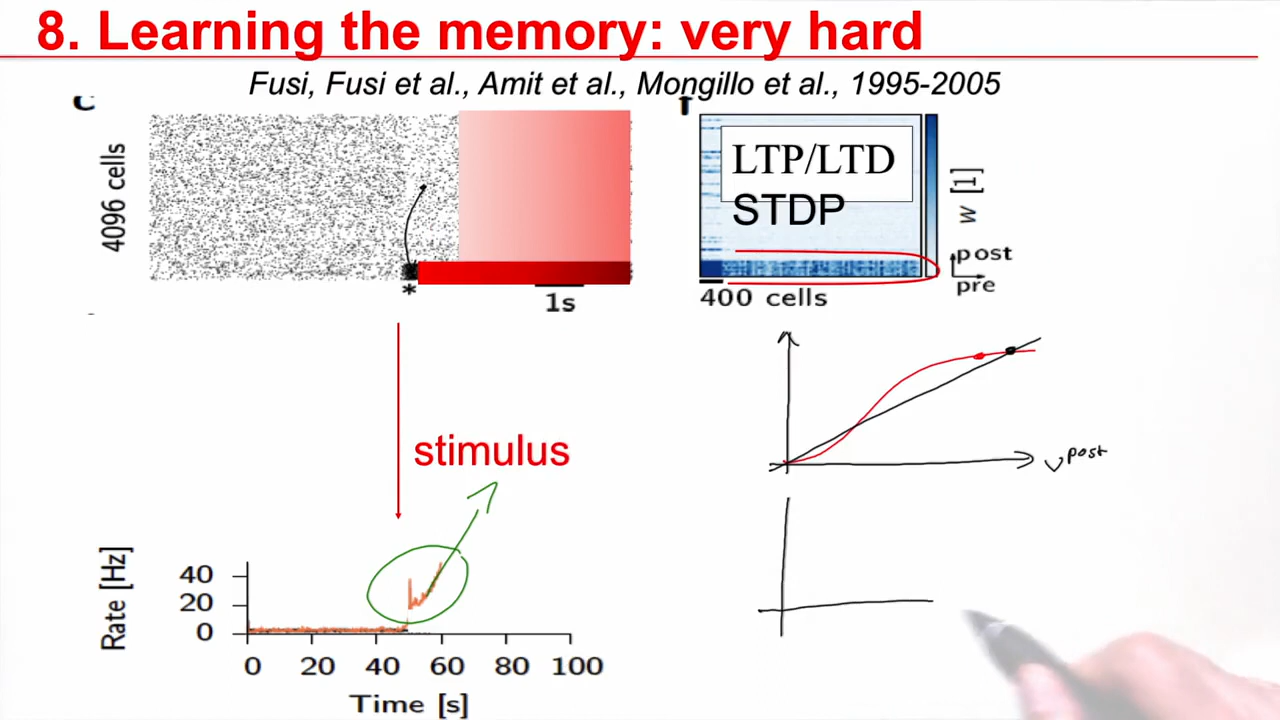 8. Learning the memory: very hard
Fusi, Fusi et al., Amit et al., Mongillo et al., 1995-2005
C
4096 cells
*
1s
LTP/LTD
STDP
w [1]
post
pre
400 cells
stimulus
v post
Rate [Hz]
40
20
0
0 20 40 60 80 100
Time [s]